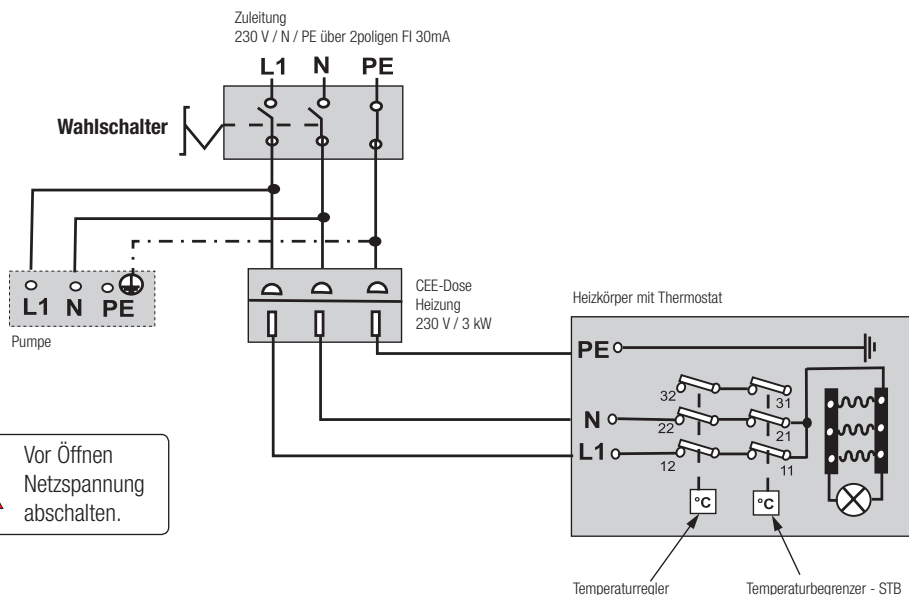 Zuleitung
230 V / N / PE über 2poligen FI 30mA
L1 N PE
Wahlschalter
L1 N PE
Pumpe
CEE-Dose
Heizung
230 V / 3 kW
Heizkörper mit Thermostat
PE
32 31
N
22 21
L1
12 11
°C °C
Temperaturregler
Temperaturbegrenzer - STB
Vor Öffnen
Netzspannung
abschalten.